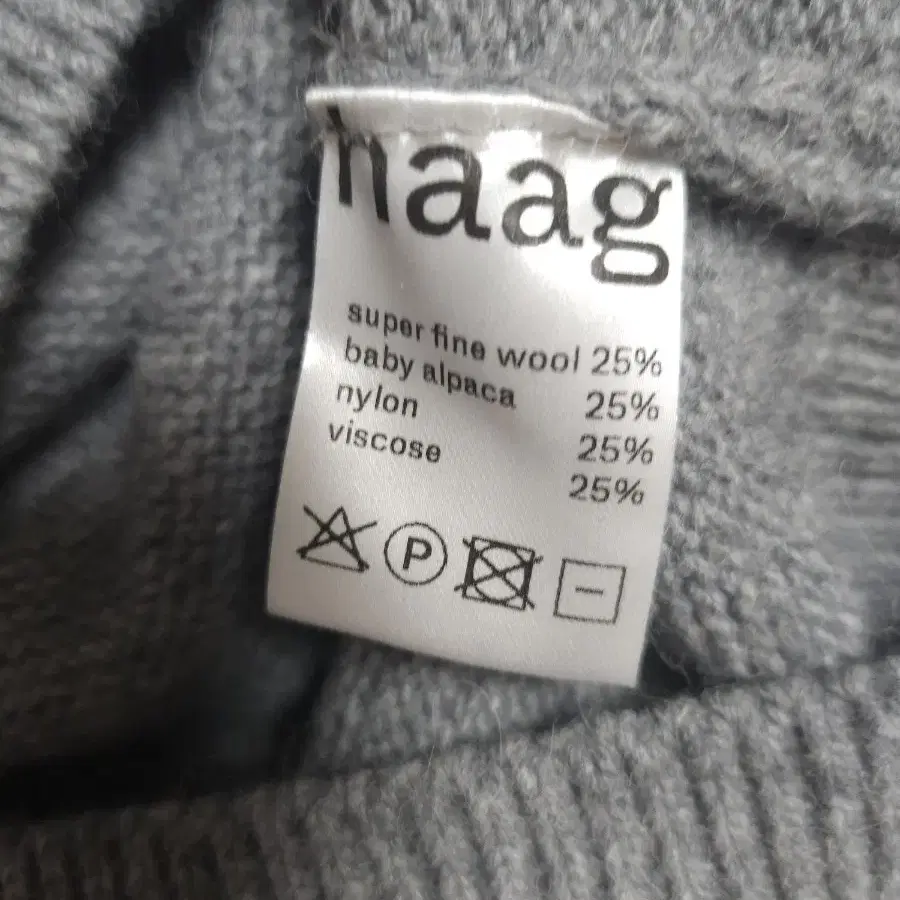 haag
super fine wool 25%
baby alpaca 25%
nylon 25%
viscose 25%
P